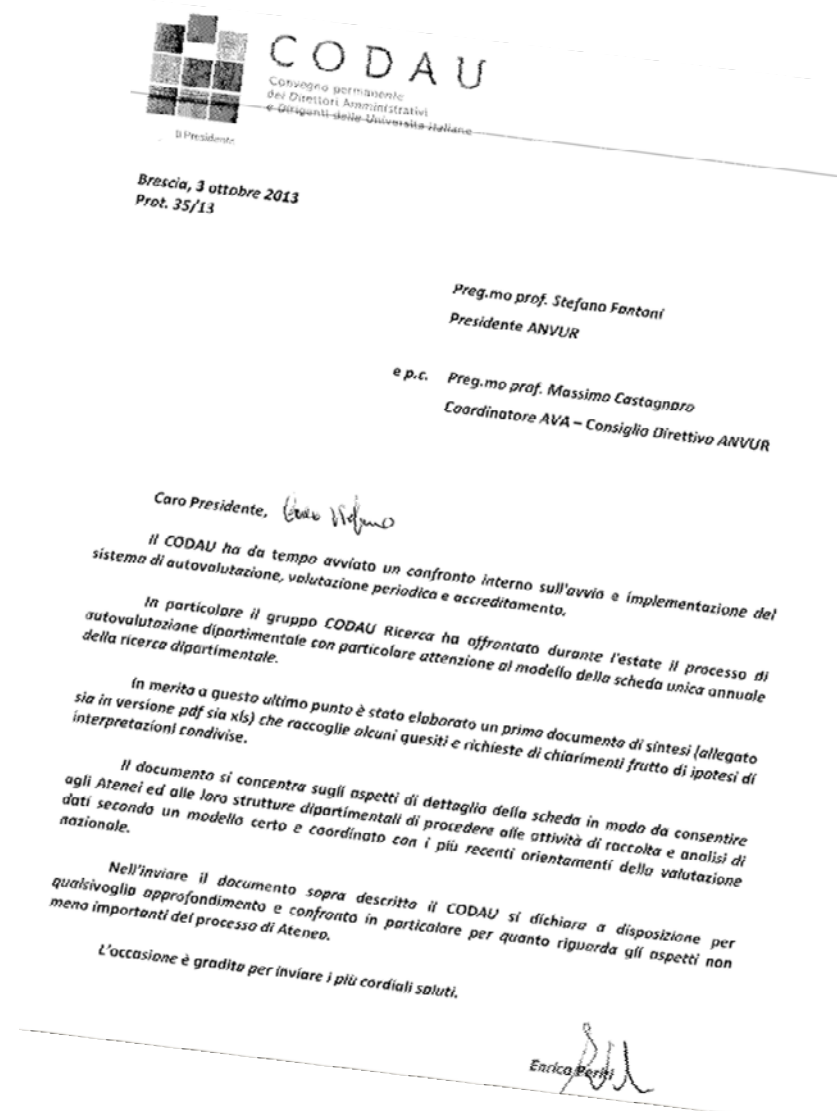 CODAU
Convegno permanente
dei Direttori Amministrativi
e Dirigenti delle Università Italiane
Il Presidente
Brescia, 3 ottobre 2013
Prot. 35/13
Preg.mo prof. Stefano Fantoni
Presidente ANVUR
e p.c. Preg.mo prof. Massimo Castagnaro
Coordinatore AVA – Consiglio Direttivo ANVUR
Caro Presidente, Caro Stefano
Il CODAU ha da tempo avviato un confronto interno sull'avvio e implementazione del
sistema di autovalutazione, valutazione periodica e accreditamento.
In particolare il gruppo CODAU Ricerca ha affrontato durante l'estate il processo di
autovalutazione dipartimentale con particolare attenzione al modello della scheda unica annuale
della ricerca dipartimentale.
In merito a questo ultimo punto è stato elaborato un primo documento di sintesi (allegato
sia in versione pdf sia xls) che raccoglie alcuni quesiti e richieste di chiarimenti frutto di ipotesi di
interpretazioni condivise.
Il documento si concentra sugli aspetti di dettaglio della scheda in modo da consentire
agli Atenei ed alle loro strutture dipartimentali di procedere alle attività di raccolta e analisi di
dati secondo un modello certo e coordinato con i più recenti orientamenti della valutazione
nazionale.
Nell'inviare il documento sopra descritto il CODAU si dichiara a disposizione per
qualsivoglia approfondimento e confronto in particolare per quanto riguarda gli aspetti non
meno importanti del processo di Ateneo.
L'occasione è gradita per inviare i più cordiali saluti.
Enrico Periti